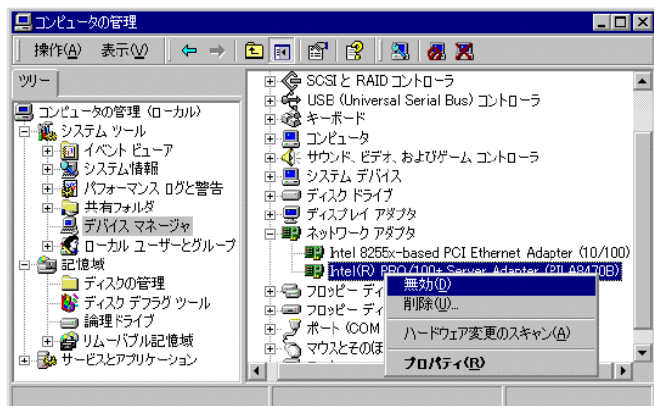 コンピュータの管理
操作(A) 表示(V)
ツリー
コンピュータの管理 (ローカル)
システム ツール
イベント ビューア
システム情報
パフォーマンス ログと警告
共有フォルダ
デバイス マネージャ
ローカル ユーザーとグループ
記憶域
ディスクの管理
ディスク デフラグ ツール
論理ドライブ
リムーバブル記憶域
サービスとアプリケーション
SCSI と RAID コントローラ
USB (Universal Serial Bus) コントローラ
キーボード
コンピュータ
サウンド、ビデオ、およびゲーム コントローラ
システム デバイス
ディスク ドライブ
ディスプレイ アダプタ
ネットワーク アダプタ
Intel 8255x-based PCI Ethernet Adapter (10/100)
Intel(R) PRO/100+ Server Adapter (PILA8470B)
フロッピー ディ
フロッピー ディ
ポート (COM
マウスとそのほ
無効(D)
削除(U)...
ハードウェア変更のスキャン(A)
プロパティ(R)